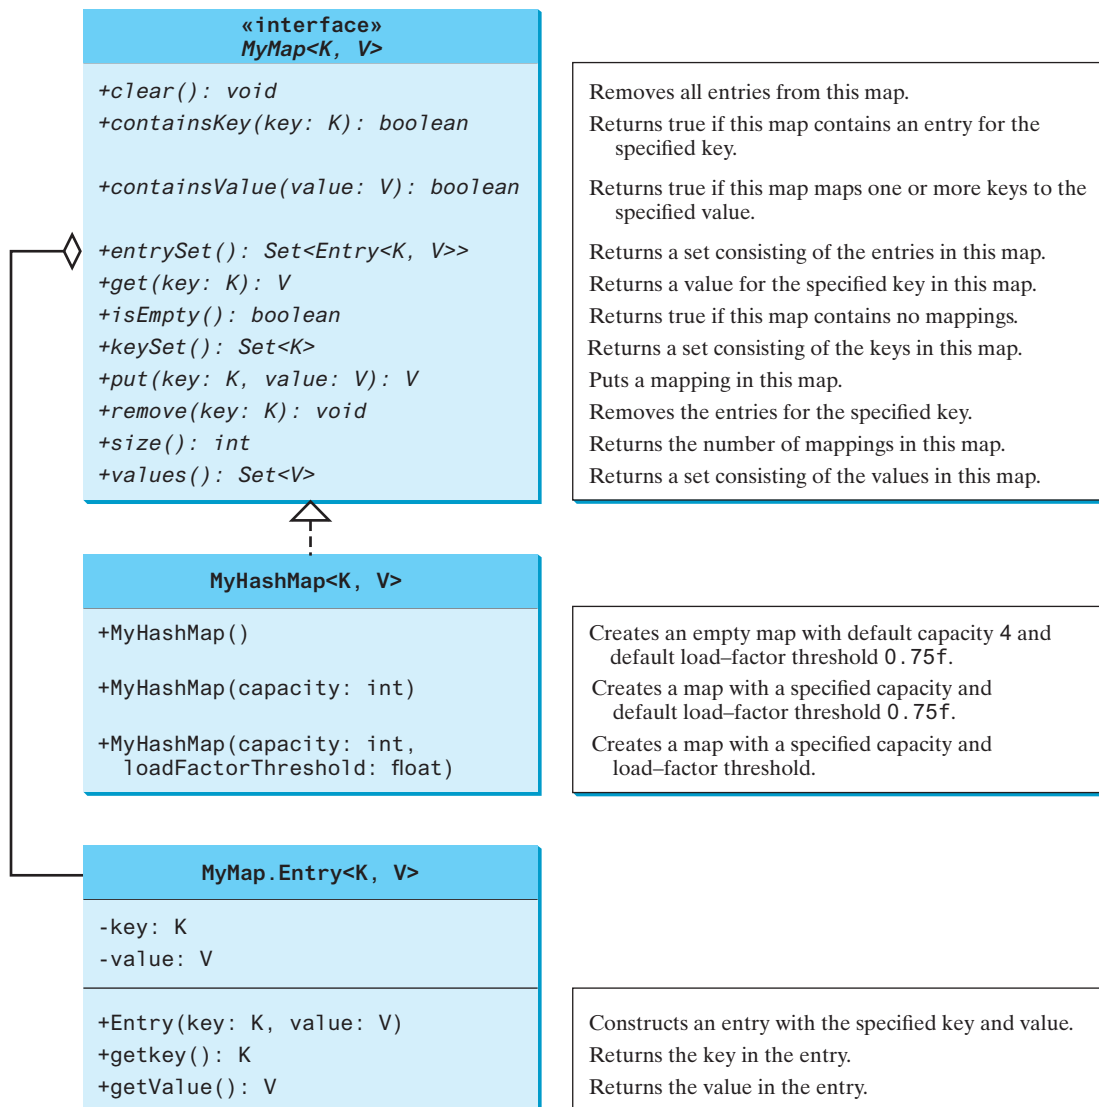 «interface»
MyMap<K, V>
+clear(): void
+containsKey(key: K): boolean
+containsValue(value: V): boolean
+entrySet(): Set<Entry<K, V>>
+get(key: K): V
+isEmpty(): boolean
+keySet(): Set<K>
+put(key: K, value: V): V
+remove(key: K): void
+size(): int
+values(): Set<V>
Removes all entries from this map.
Returns true if this map contains an entry for the
specified key.
Returns true if this map maps one or more keys to the
specified value.
Returns a set consisting of the entries in this map.
Returns a value for the specified key in this map.
Returns true if this map contains no mappings.
Returns a set consisting of the keys in this map.
Puts a mapping in this map.
Removes the entries for the specified key.
Returns the number of mappings in this map.
Returns a set consisting of the values in this map.
MyHashMap<K, V>
+MyHashMap()
+MyHashMap(capacity: int)
+MyHashMap(capacity: int,
loadFactorThreshold: float)
Creates an empty map with default capacity 4 and
default load–factor threshold 0.75f.
Creates a map with a specified capacity and
default load–factor threshold 0.75f.
Creates a map with a specified capacity and
load–factor threshold.
MyMap.Entry<K, V>
-key: K
-value: V
+Entry(key: K, value: V)
+getkey(): K
+getValue(): V
Constructs an entry with the specified key and value.
Returns the key in the entry.
Returns the value in the entry.